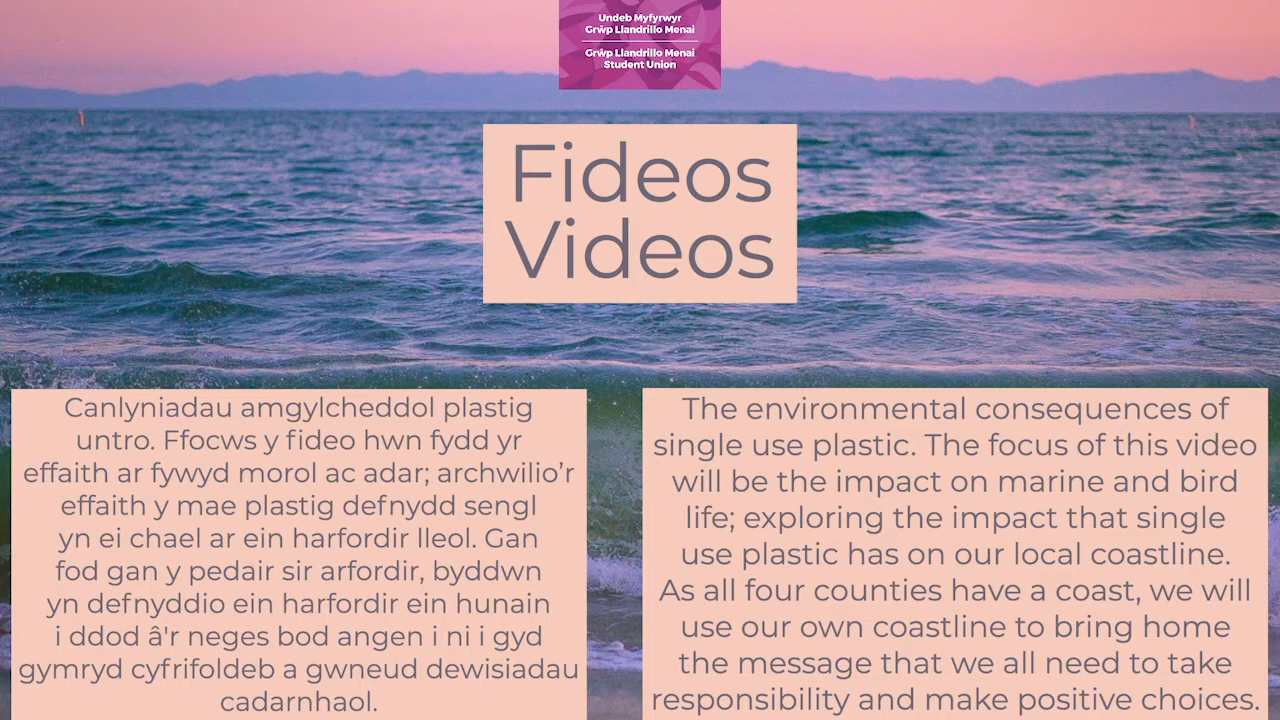 Undeb Myfyrwyr
Grŵp Llandrillo Menai
Grŵp Llandrillo Menai
Student Union
Fideos
Videos
Canlyniadau amgylcheddol plastig
untro. Ffocws y fideo hwn fydd yr
effaith ar fywyd morol ac adar; archwilio’r
effaith y mae plastig defnydd sengl
yn ei chael ar ein harfordir lleol. Gan
fod gan y pedair sir arfordir, byddwn
yn defnyddio ein harfordir ein hunain
i ddod â'r neges bod angen i ni i gyd
gymryd cyfrifoldeb a gwneud dewisiadau
cadarnhaol.
The environmental consequences of
single use plastic. The focus of this video
will be the impact on marine and bird
life; exploring the impact that single
use plastic has on our local coastline.
As all four counties have a coast, we will
use our own coastline to bring home
the message that we all need to take
responsibility and make positive choices.